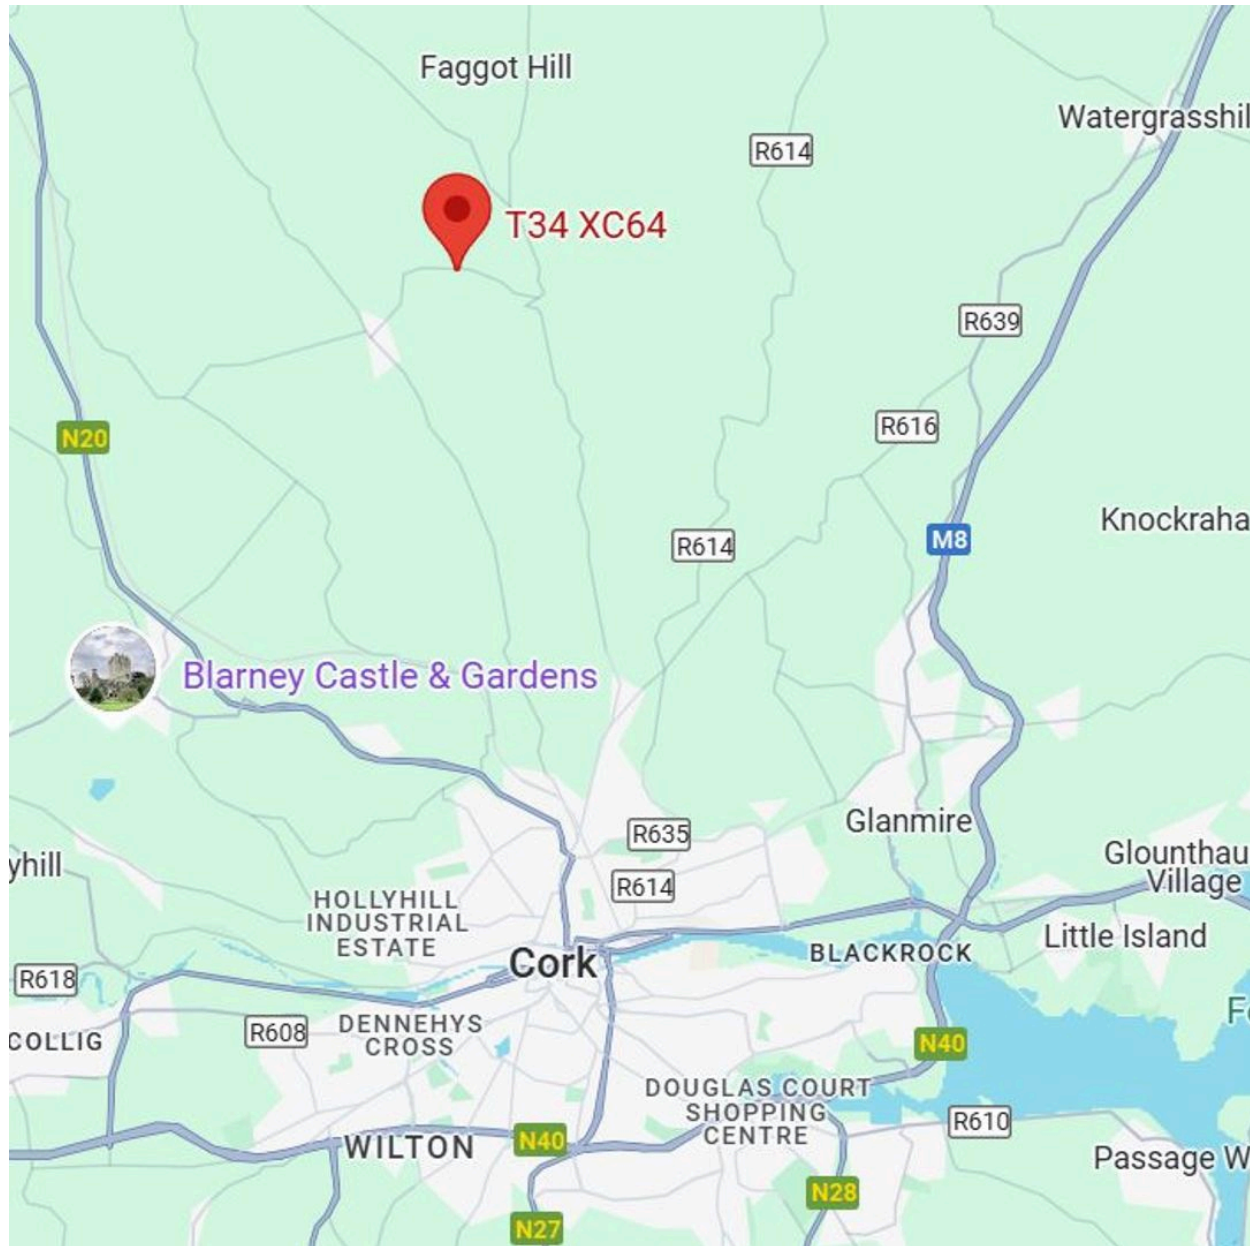 Faggot Hill
Watergrasshil
R614
T34 XC64
R639
R616
N20
Knockraha
M8
R614
Blarney Castle & Gardens
Glanmire
R635
yhill
Glounthau
Village
R614
HOLLYHILL
INDUSTRIAL
ESTATE
Little Island
BLACKROCK
Cork
R618
Fo
R608
DENNEHYS
CROSS
COLLIG
N40
DOUGLAS COURT
SHOPPING
CENTRE
R610
WILTON
N40
Passage W
N28
N27